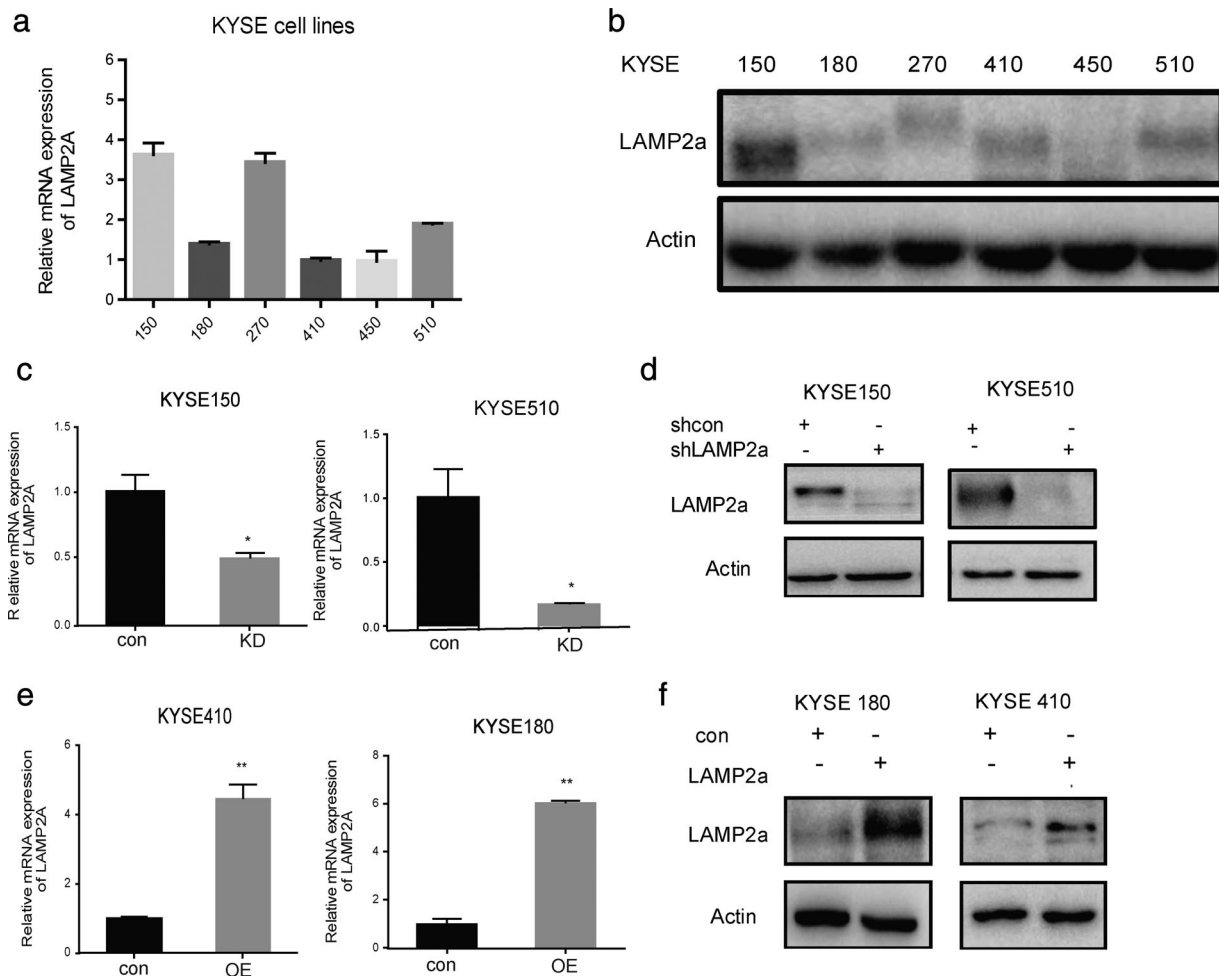 a
KYSE cell lines
Relative mRNA expression
of LAMP2A
6
5
4
3
2
1
0
150 180 270 410 450 510
b
KYSE 150 180 270 410 450 510
LAMP2a
Actin
c
KYSE150
R Relative mRNA expression
of LAMP2A
1.5
1.0
0.5
0.0
*
con KD
KYSE510
Relative mRNA expression
of LAMP2A
1.5
1.0
0.5
0.0
*
con KD
d
KYSE150 KYSE510
shcon + - + -
shLAMP2a - + - +
LAMP2a
Actin
e
KYSE410
Relative mRNA expression
of LAMP2A
6
4
2
0
**
con OE
KYSE180
Relative mRNA expression
of LAMP2A
8
6
4
2
0
**
con OE
f
KYSE 180 KYSE 410
con + - + -
LAMP2a - + - +
LAMP2a
Actin